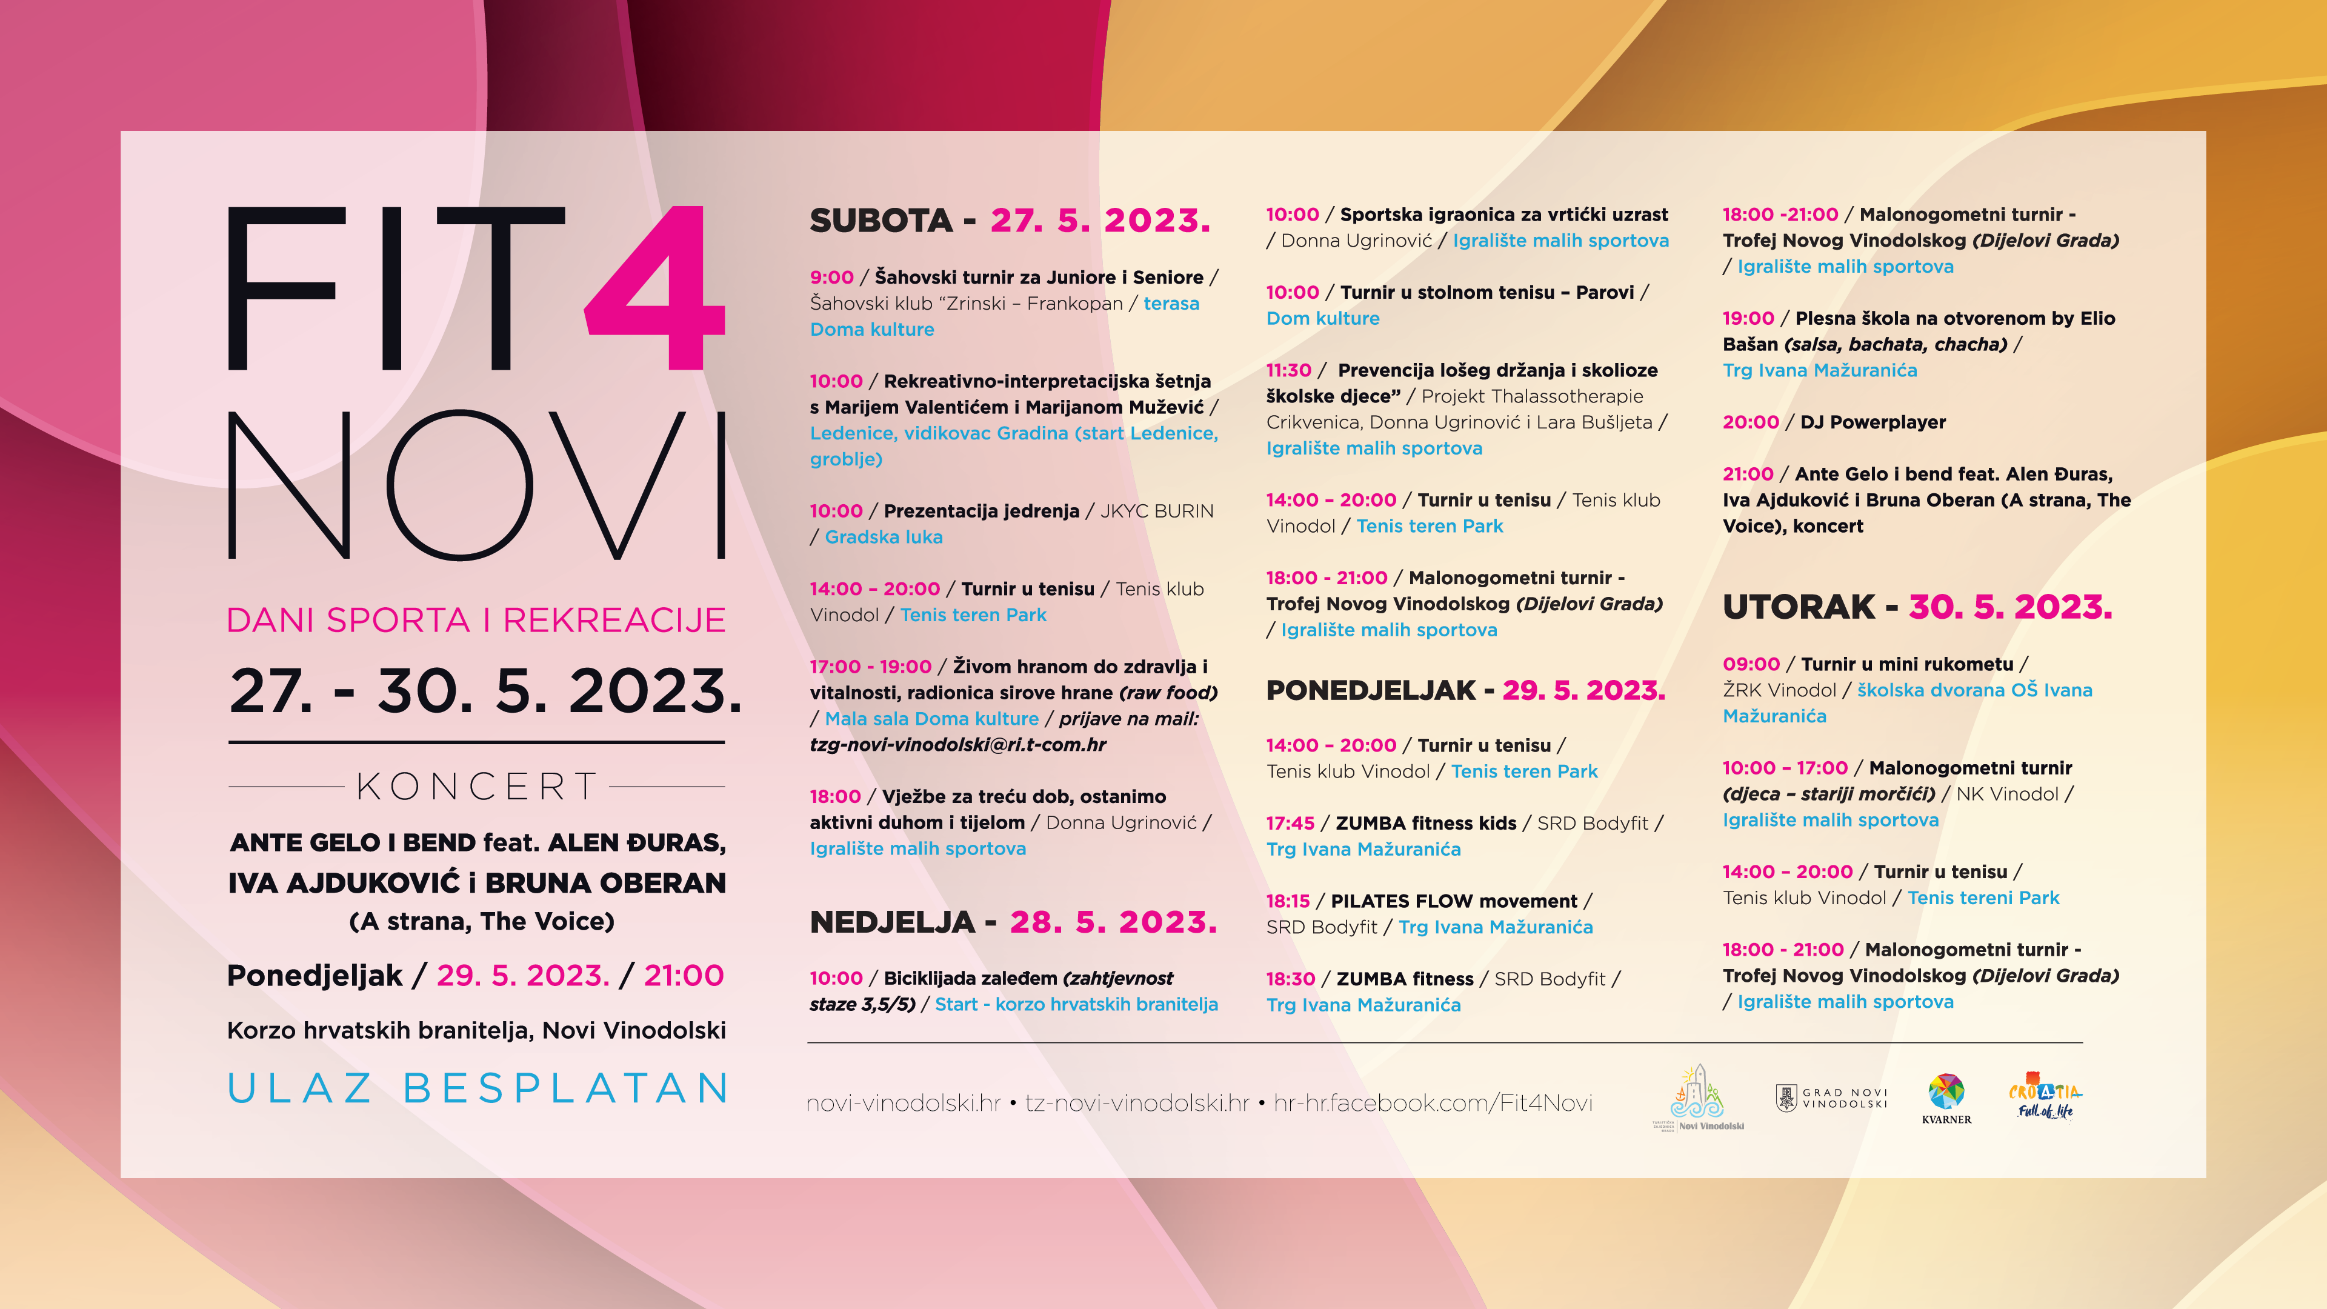 FIT4
NOVI
DANI SPORTA I REKREACIJE
27. - 30. 5. 2023.
KONCERT
ANTE GELO I BEND feat. ALEN ĐURAS,
IVA AJDUKOVIĆ i BRUNA OBERAN
(A strana, The Voice)
Ponedjeljak / 29. 5. 2023. / 21:00
Korzo hrvatskih branitelja, Novi Vinodolski
ULAZ BESPLATAN
SUBOTA - 27. 5. 2023.
9:00 / Šahovski turnir za Juniore i Seniore /
Šahovski klub “Zrinski – Frankopan / terasa
Doma kulture
10:00 / Rekreativno-interpretacijska šetnja
s Marijem Valentićem i Marijanom Mužević /
Ledenice, vidikovac Gradina (start Ledenice,
groblje)
10:00 / Prezentacija jedrenja / JKYC BURIN
/ Gradska luka
14:00 – 20:00 / Turnir u tenisu / Tenis klub
Vinodol / Tenis teren Park
17:00 - 19:00 / Živom hranom do zdravlja i
vitalnosti, radionica sirove hrane (raw food)
/ Mala sala Doma kulture / prijave na mail:
tzg-novi-vinodolski@ri.t-com.hr
18:00 / Vježbe za treću dob, ostanimo
aktivni duhom i tijelom / Donna Ugrinović /
Igralište malih sportova
NEDJELJA - 28. 5. 2023.
10:00 / Biciklijada zaleđem (zahtjevnost
staze 3,5/5) / Start - korzo hrvatskih branitelja
10:00 / Sportska igraonica za vrtićki uzrast
/ Donna Ugrinović / Igralište malih sportova
10:00 / Turnir u stolnom tenisu – Parovi /
Dom kulture
11:30 / Prevencija lošeg držanja i skolioze
školske djece” / Projekt Thalassotherapie
Crikvenica, Donna Ugrinović i Lara Bušljeta /
Igralište malih sportova
14:00 – 20:00 / Turnir u tenisu / Tenis klub
Vinodol / Tenis teren Park
18:00 - 21:00 / Malonogometni turnir -
Trofej Novog Vinodolskog (Dijelovi Grada)
/ Igralište malih sportova
PONEDJELJAK - 29. 5. 2023.
14:00 – 20:00 / Turnir u tenisu /
Tenis klub Vinodol / Tenis teren Park
17:45 / ZUMBA fitness kids / SRD Bodyfit /
Trg Ivana Mažuranića
18:15 / PILATES FLOW movement /
SRD Bodyfit / Trg Ivana Mažuranića
18:30 / ZUMBA fitness / SRD Bodyfit /
Trg Ivana Mažuranića
18:00 -21:00 / Malonogometni turnir -
Trofej Novog Vinodolskog (Dijelovi Grada)
/ Igralište malih sportova
19:00 / Plesna škola na otvorenom by Elio
Bašan (salsa, bachata, chacha) /
Trg Ivana Mažuranića
20:00 / DJ Powerplayer
21:00 / Ante Gelo i bend feat. Alen Đuras,
Iva Ajduković i Bruna Oberan (A strana, The
Voice), koncert
UTORAK - 30. 5. 2023.
09:00 / Turnir u mini rukometu /
ŽRK Vinodol / školska dvorana OŠ Ivana
Mažuranića
10:00 – 17:00 / Malonogometni turnir
(djeca – stariji morčići) / NK Vinodol /
Igralište malih sportova
14:00 – 20:00 / Turnir u tenisu /
Tenis klub Vinodol / Tenis tereni Park
18:00 - 21:00 / Malonogometni turnir -
Trofej Novog Vinodolskog (Dijelovi Grada)
/ Igralište malih sportova
novi-vinodolski.hr • tz-novi-vinodolski.hr • hr-hr.facebook.com/Fit4Novi
Novi Vinodolski
GRAD NOVI
VINODOLSKI
KVARNER
CROATIA
Full of life